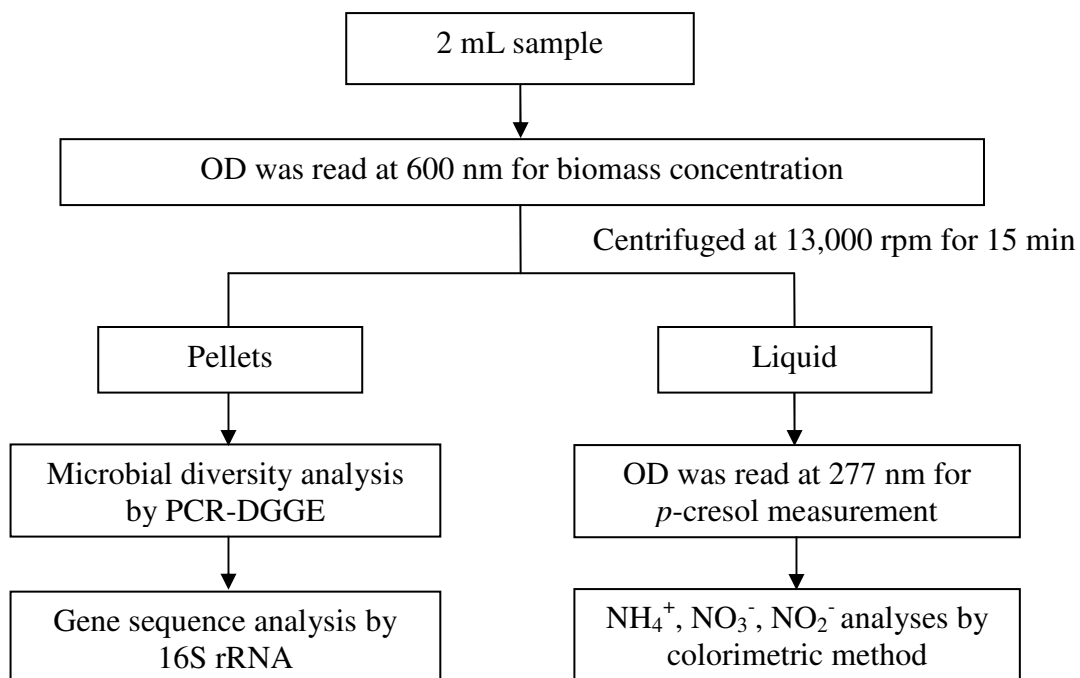 2 mL sample
OD was read at 600 nm for biomass concentration
Centrifuged at 13,000 rpm for 15 min
Pellets
Liquid
Microbial diversity analysis
by PCR-DGGE
OD was read at 277 nm for
p-cresol measurement
Gene sequence analysis by
16S rRNA
NH₄⁺, NO₃⁻, NO₂⁻ analyses by
colorimetric method